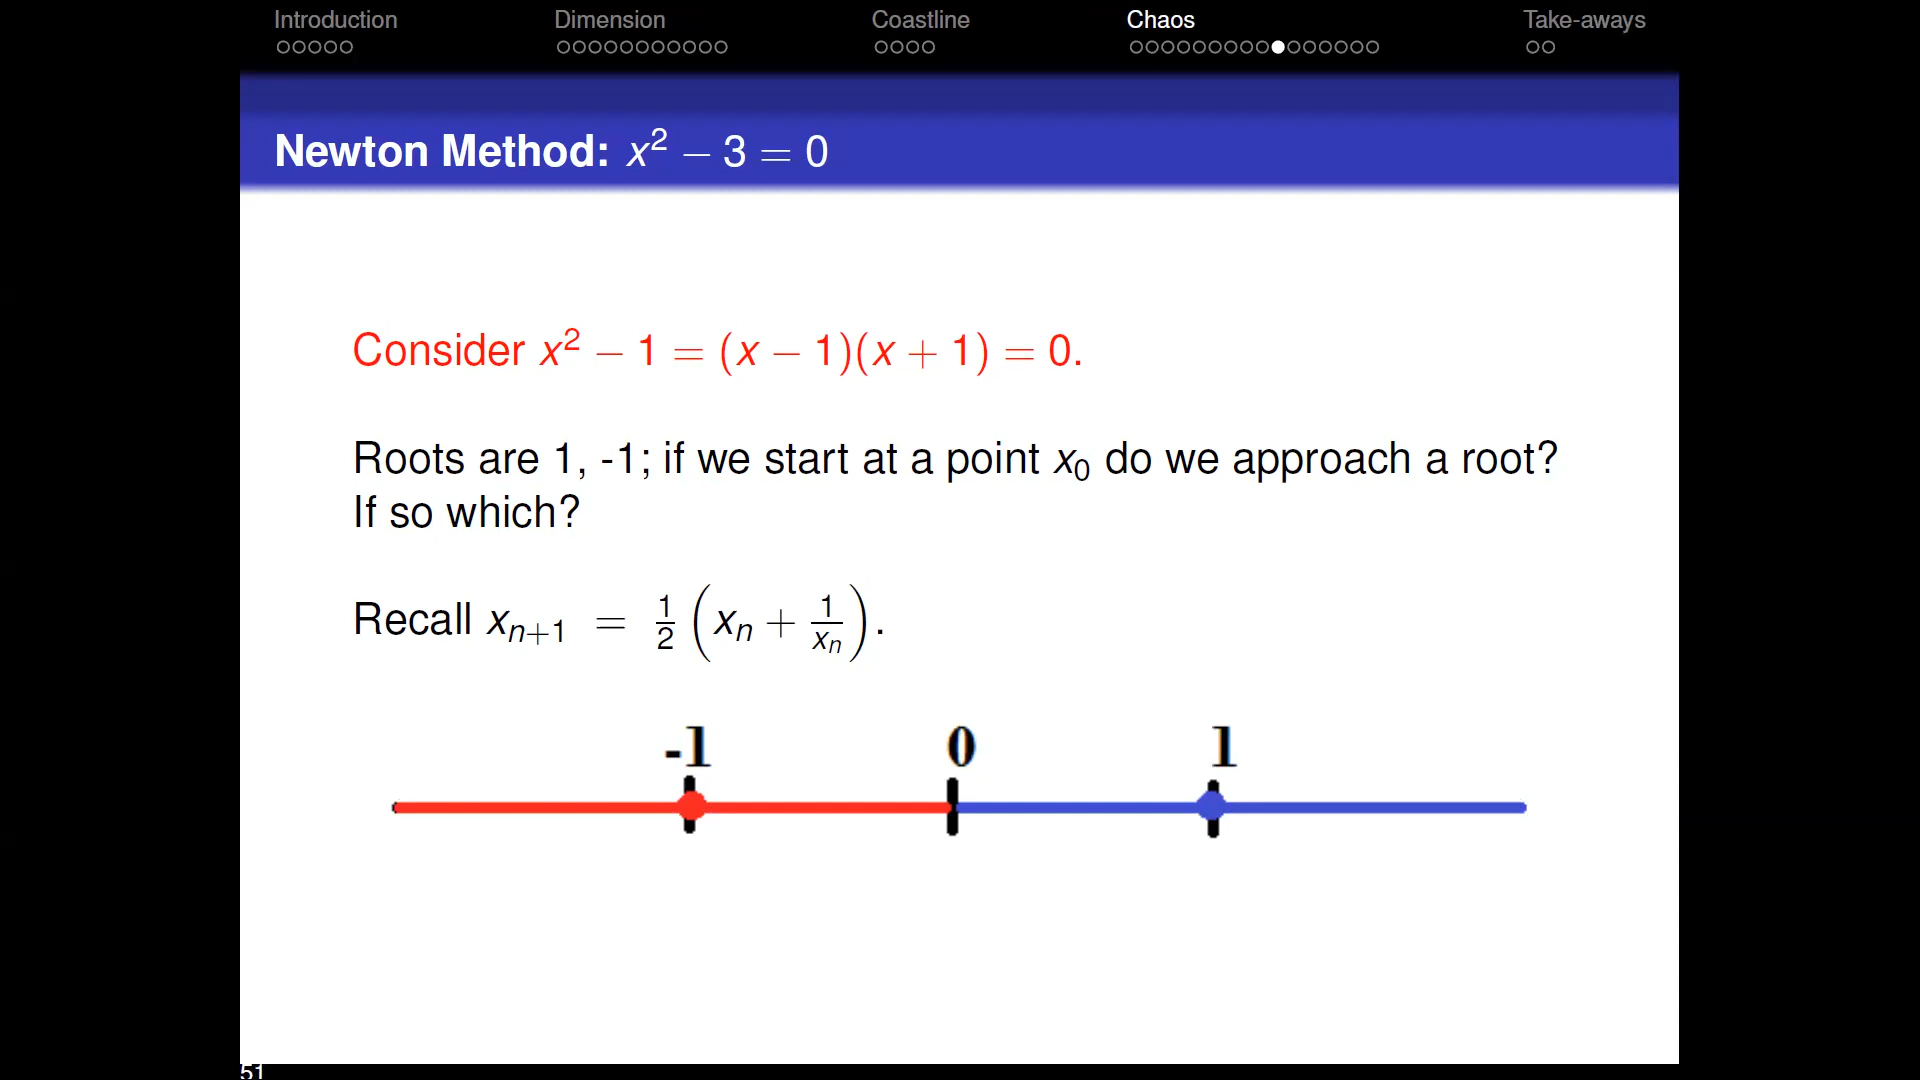 Introduction Dimension Coastline Chaos Take-aways
Newton Method: x² − 3 = 0
Consider x² − 1 = (x − 1)(x + 1) = 0.
Roots are 1, -1; if we start at a point x₀ do we approach a root?
If so which?
Recall xₙ₊₁ = 1/2 (xₙ + 1/xₙ).
-1 0 1
51